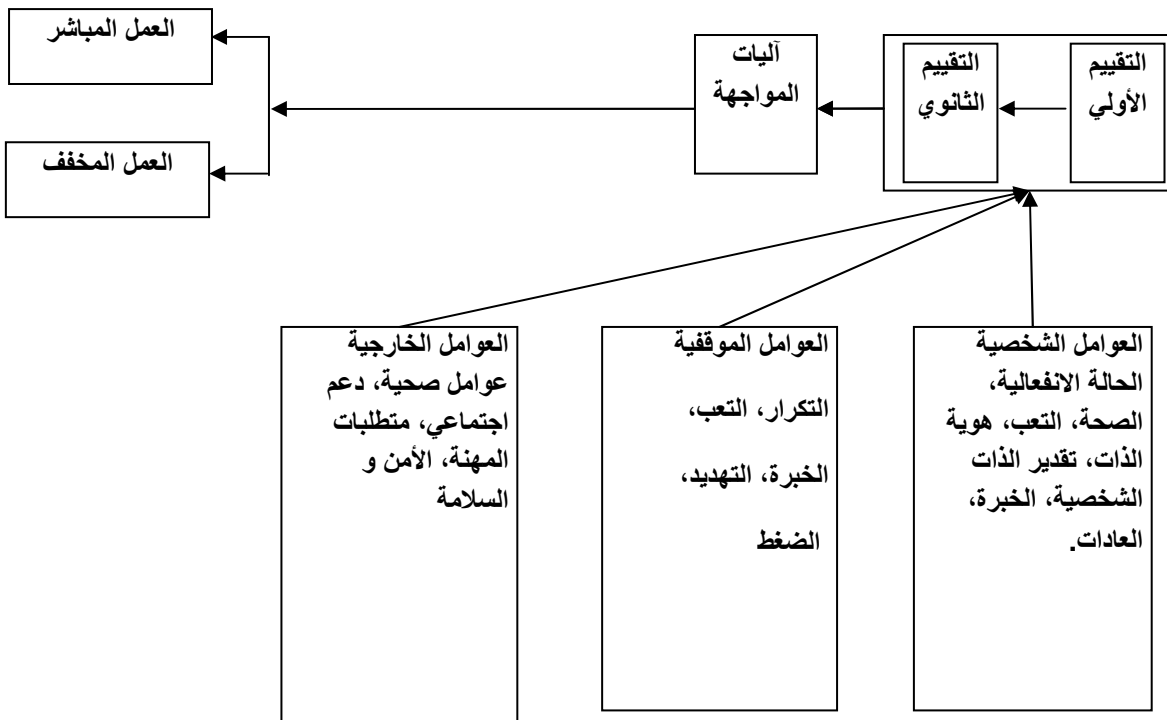 التقييم
الأولي
التقييم
الثانوي
آليات
المواجهة
العمل المباشر
العمل المخفف
العوامل الشخصية
الحالة الانفعالية،
الصحة، التعب، هوية
الذات، تقدير الذات
الشخصية، الخبرة،
العادات.
العوامل الموقفية
التكرار، التعب،
الخبرة، التهديد،
الضغط
العوامل الخارجية
عوامل صحية، دعم
اجتماعي، متطلبات
المهنة، الأمن و
السلامة